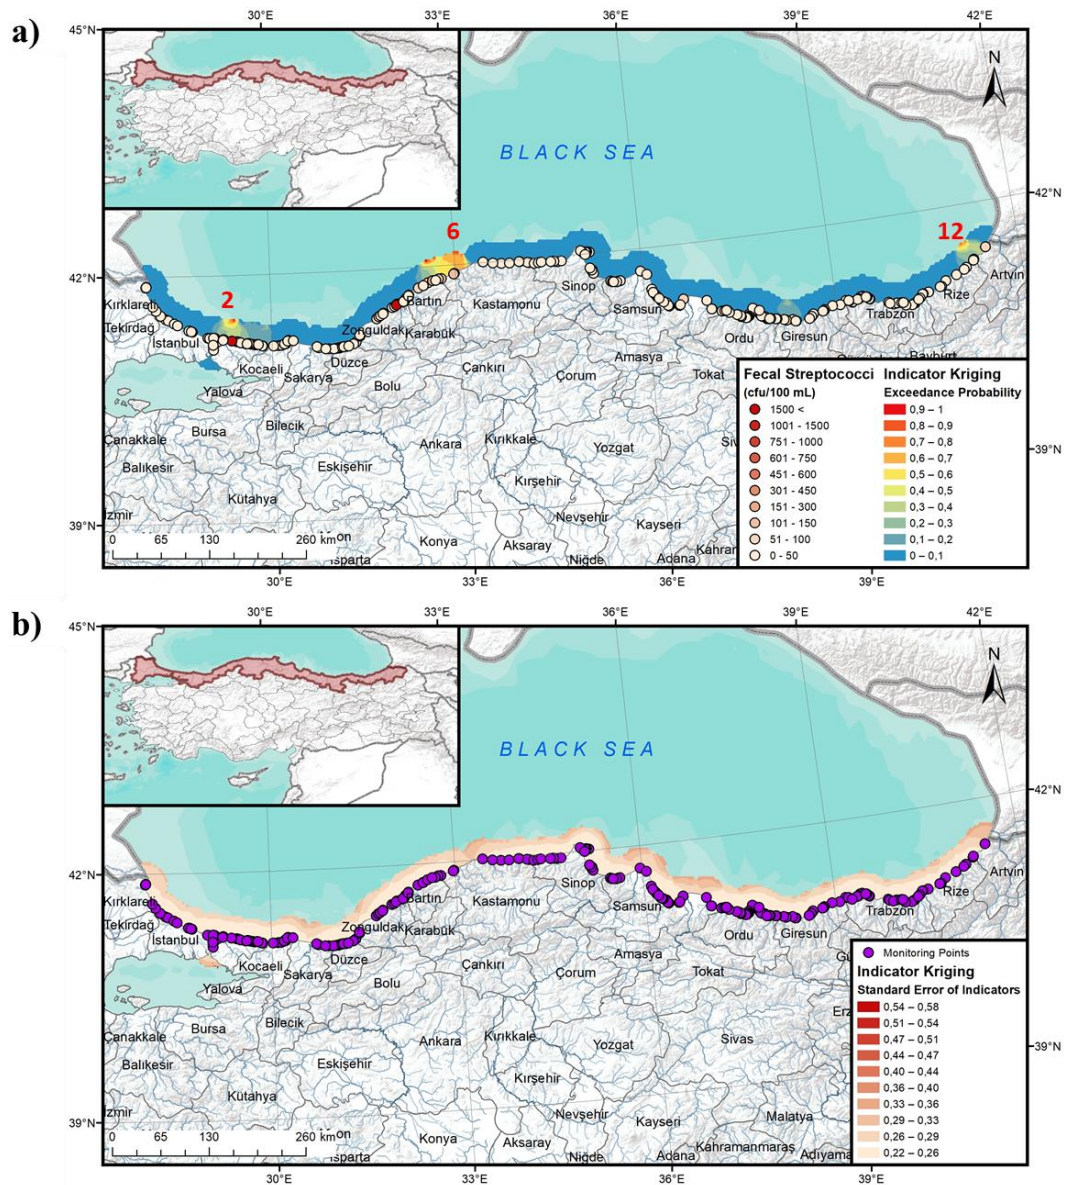 a)
30°E 33°E 36°E 39°E 42°E
45°N
N
BLACK SEA
42°N
6
12
42°N
2
Kırklareli
Tekirdağ
İstanbul
Kocaeli
Sakarya
Yalova
Düzce
Zonguldak
Bartın
Karabük
Kastamonu
Sinop
Samsun
Ordu
Giresun
Trabzon
Rize
Artvin
Bayburt
Bolu
Çankırı
Çorum
Amasya
Tokat
Çanakkale
Bursa
Bilecik
Balıkesir
Eskişehir
Ankara
Kırıkkale
Yozgat
Kırşehir
Kütahya
Nevşehir
Kayseri
Konya
Aksaray
Niğde
Adana
39°N
39°N
0 65 130 260 km
Fecal Streptococci
(cfu/100 mL)
1500 <
1001 - 1500
751 - 1000
601 - 750
451 - 600
301 - 450
151 - 300
101 - 150
51 - 100
0 - 50
Indicator Kriging
Exceedance Probability
0,9 – 1
0,8 – 0,9
0,7 – 0,8
0,6 – 0,7
0,5 – 0,6
0,4 – 0,5
0,3 – 0,4
0,2 – 0,3
0,1 – 0,2
0 – 0,1
30°E 33°E 36°E 39°E
b)
30°E 33°E 36°E 39°E 42°E
45°N
N
BLACK SEA
42°N
42°N
Kırklareli
Tekirdağ
İstanbul
Kocaeli
Sakarya
Yalova
Düzce
Zonguldak
Bartın
Karabük
Kastamonu
Sinop
Samsun
Ordu
Giresun
Trabzon
Rize
Artvin
Bolu
Çankırı
Çorum
Amasya
Tokat
Çanakkale
Bursa
Bilecik
Balıkesir
Eskişehir
Ankara
Kırıkkale
Yozgat
Sivas
Kırşehir
Kütahya
Nevşehir
Kayseri
Malatya
Konya
Aksaray
Niğde
Adana
Kahramanmaraş
39°N
39°N
0 65 130 260 km
Monitoring Points
Indicator Kriging
Standard Error of Indicators
0,54 – 0,58
0,51 – 0,54
0,47 – 0,51
0,44 – 0,47
0,40 – 0,44
0,36 – 0,40
0,33 – 0,36
0,29 – 0,33
0,26 – 0,29
0,22 – 0,26
30°E 33°E 36°E 39°E